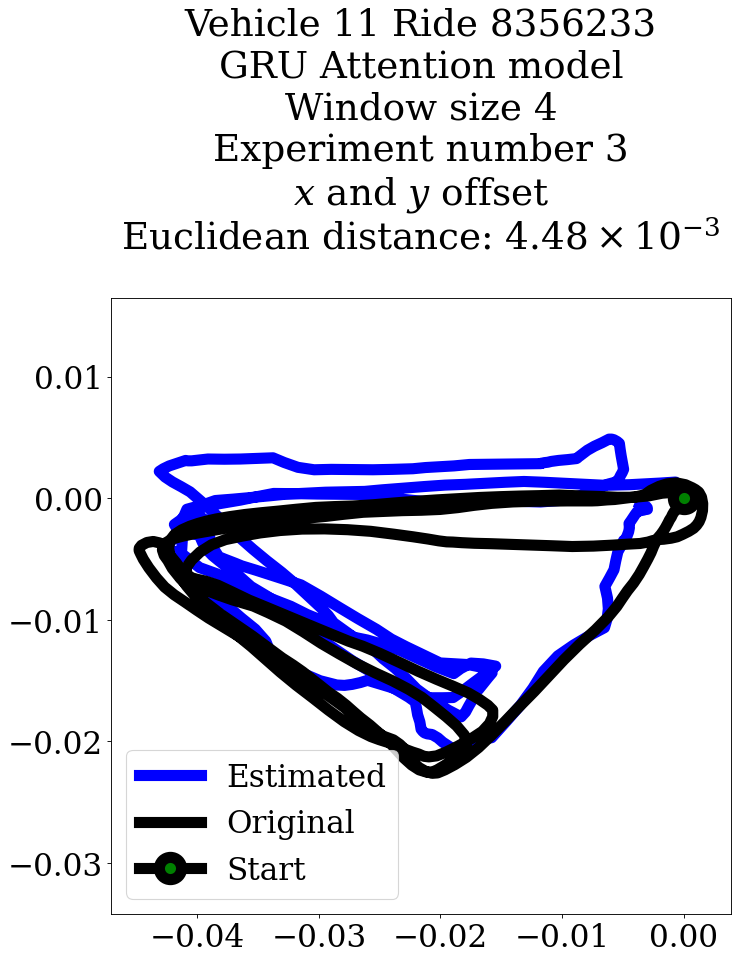 Vehicle 11 Ride 8356233
GRU Attention model
Window size 4
Experiment number 3
x and y offset
Euclidean distance: 4.48 × 10⁻³
0.01
0.00
−0.01
−0.02
−0.03
Estimated
Original
Start
−0.04 −0.03 −0.02 −0.01 0.00